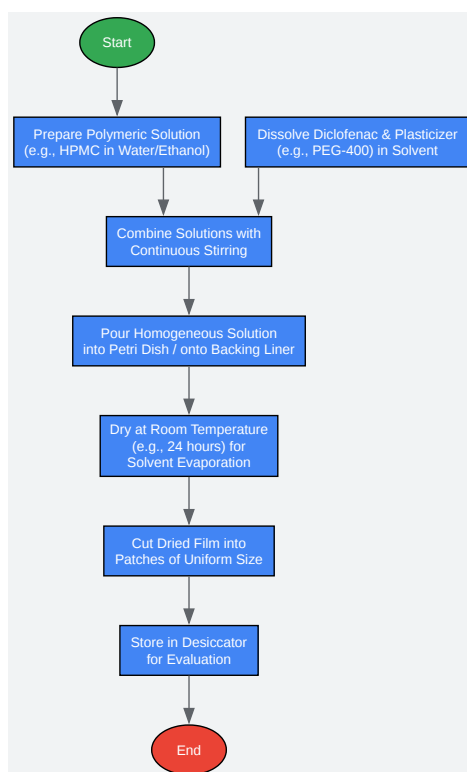 Start
Prepare Polymeric Solution
(e.g., HPMC in Water/Ethanol)
Dissolve Diclofenac & Plasticizer
(e.g., PEG-400) in Solvent
Combine Solutions with
Continuous Stirring
Pour Homogeneous Solution
into Petri Dish / onto Backing Liner
Dry at Room Temperature
(e.g., 24 hours) for
Solvent Evaporation
Cut Dried Film into
Patches of Uniform Size
Store in Desiccator
for Evaluation
End